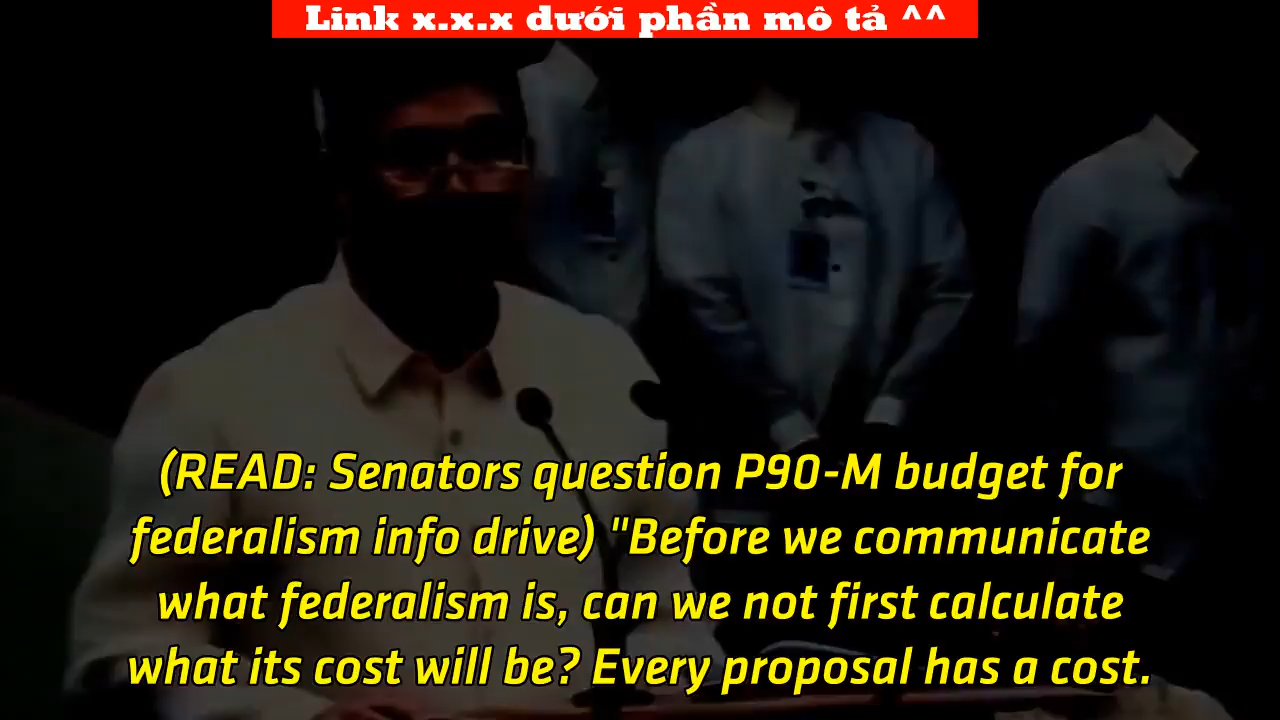 Link x.x.x dưới phần mô tả ^^
(READ: Senators question P90-M budget for
federalism info drive) "Before we communicate
what federalism is, can we not first calculate
what its cost will be? Every proposal has a cost.